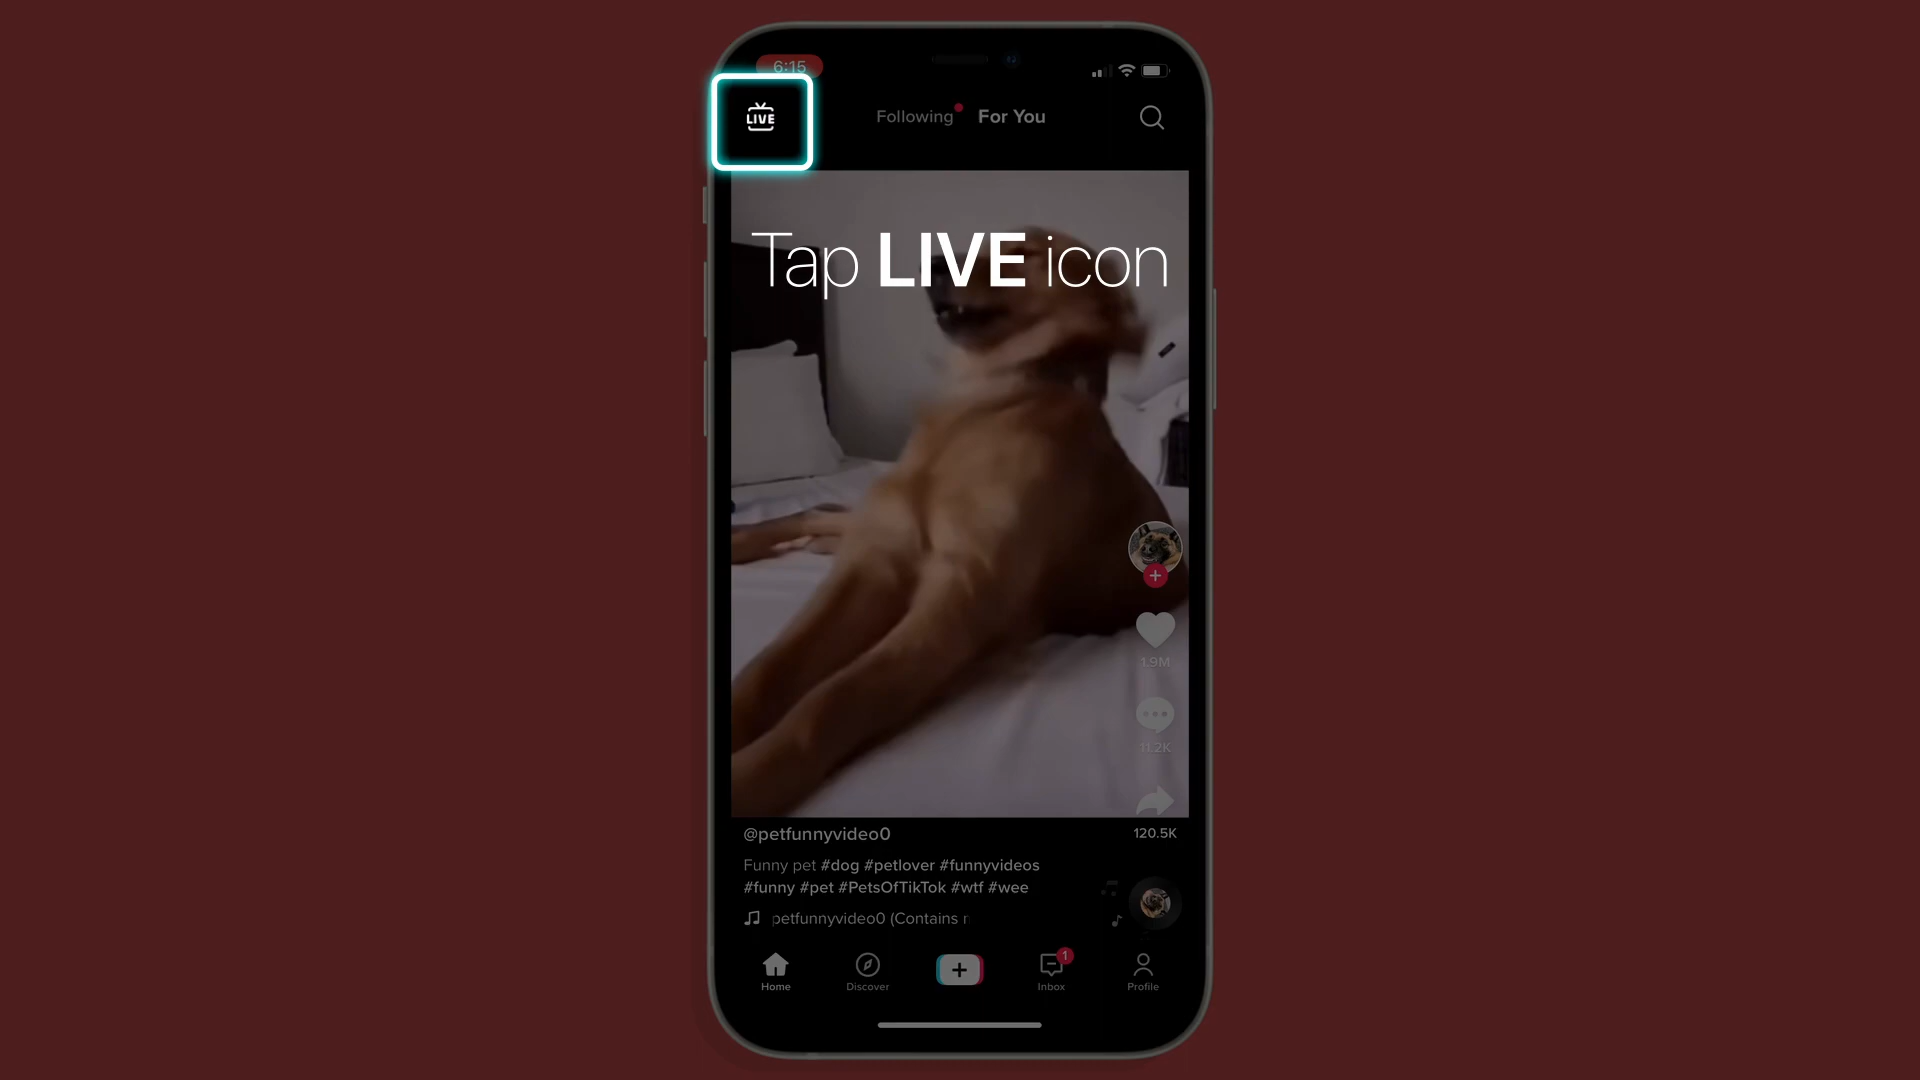 6:15
LIVE
Following For You
Tap LIVE icon
1.9M
11.2K
@petfunnyvideo0
120.5K
Funny pet #dog #petlover #funnyvideos
#funny #pet #PetsOfTikTok #wtf #wee
petfunnyvideo0 (Contains
1
Home Discover Inbox Profile